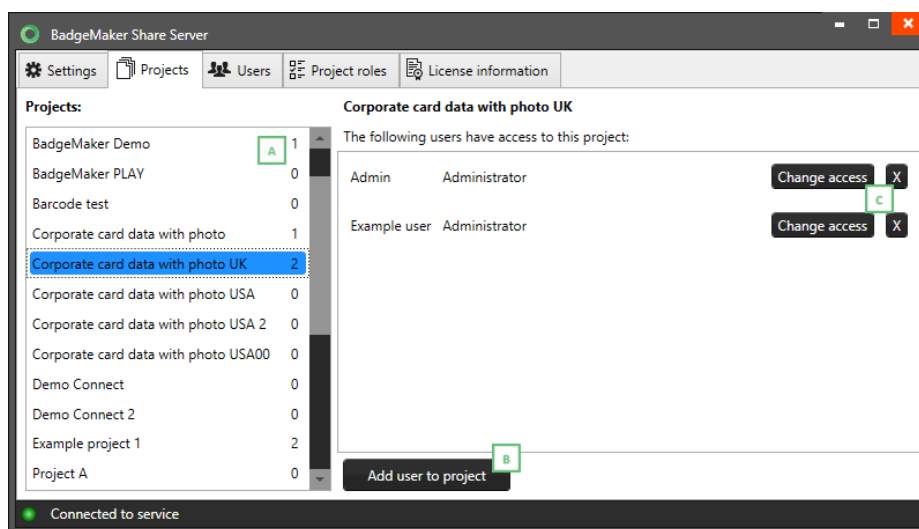 BadgeMaker Share Server
Settings Projects Users Project roles License information
Projects:
BadgeMaker Demo 1
A
BadgeMaker PLAY 0
Barcode test 0
Corporate card data with photo 1
Corporate card data with photo UK 2
Corporate card data with photo USA 0
Corporate card data with photo USA 2 0
Corporate card data with photo USA00 0
Demo Connect 0
Demo Connect 2 0
Example project 1 2
Project A 0
Corporate card data with photo UK
The following users have access to this project:
Admin Administrator Change access X
C
Example user Administrator Change access X
B
Add user to project
Connected to service